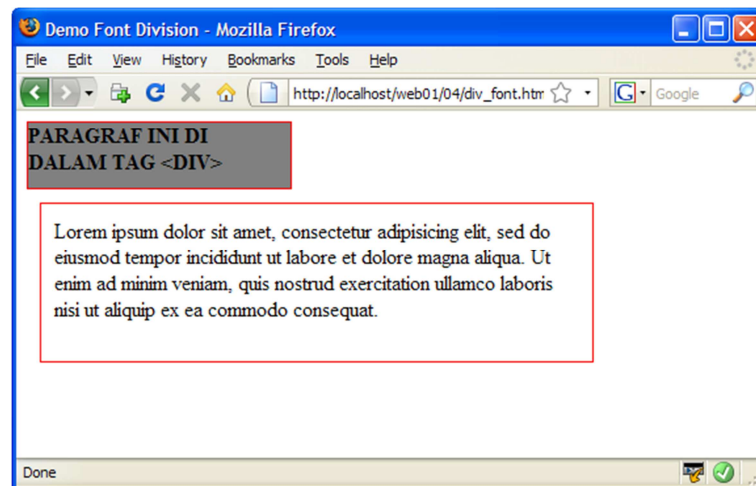 Demo Font Division - Mozilla Firefox
File Edit View History Bookmarks Tools Help
http://localhost/web01/04/div_font.htm G Google
PARAGRAF INI DI
DALAM TAG <DIV>
Lorem ipsum dolor sit amet, consectetur adipisicing elit, sed do
eiusmod tempor incididunt ut labore et dolore magna aliqua. Ut
enim ad minim veniam, quis nostrud exercitation ullamco laboris
nisi ut aliquip ex ea commodo consequat.
Done